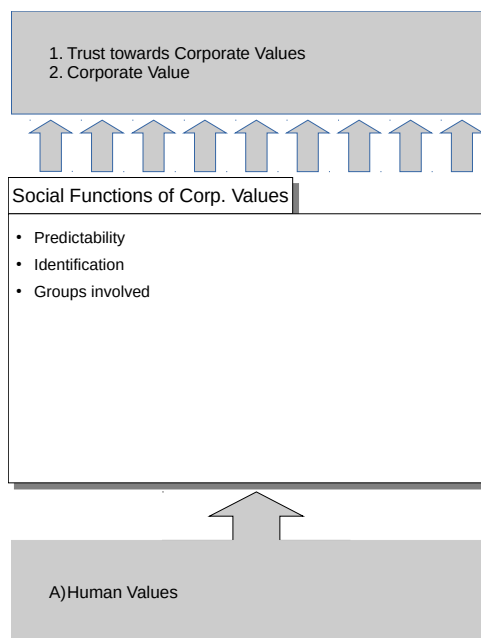 1. Trust towards Corporate Values
2. Corporate Value
Social Functions of Corp. Values
• Predictability
• Identification
• Groups involved
A)Human Values